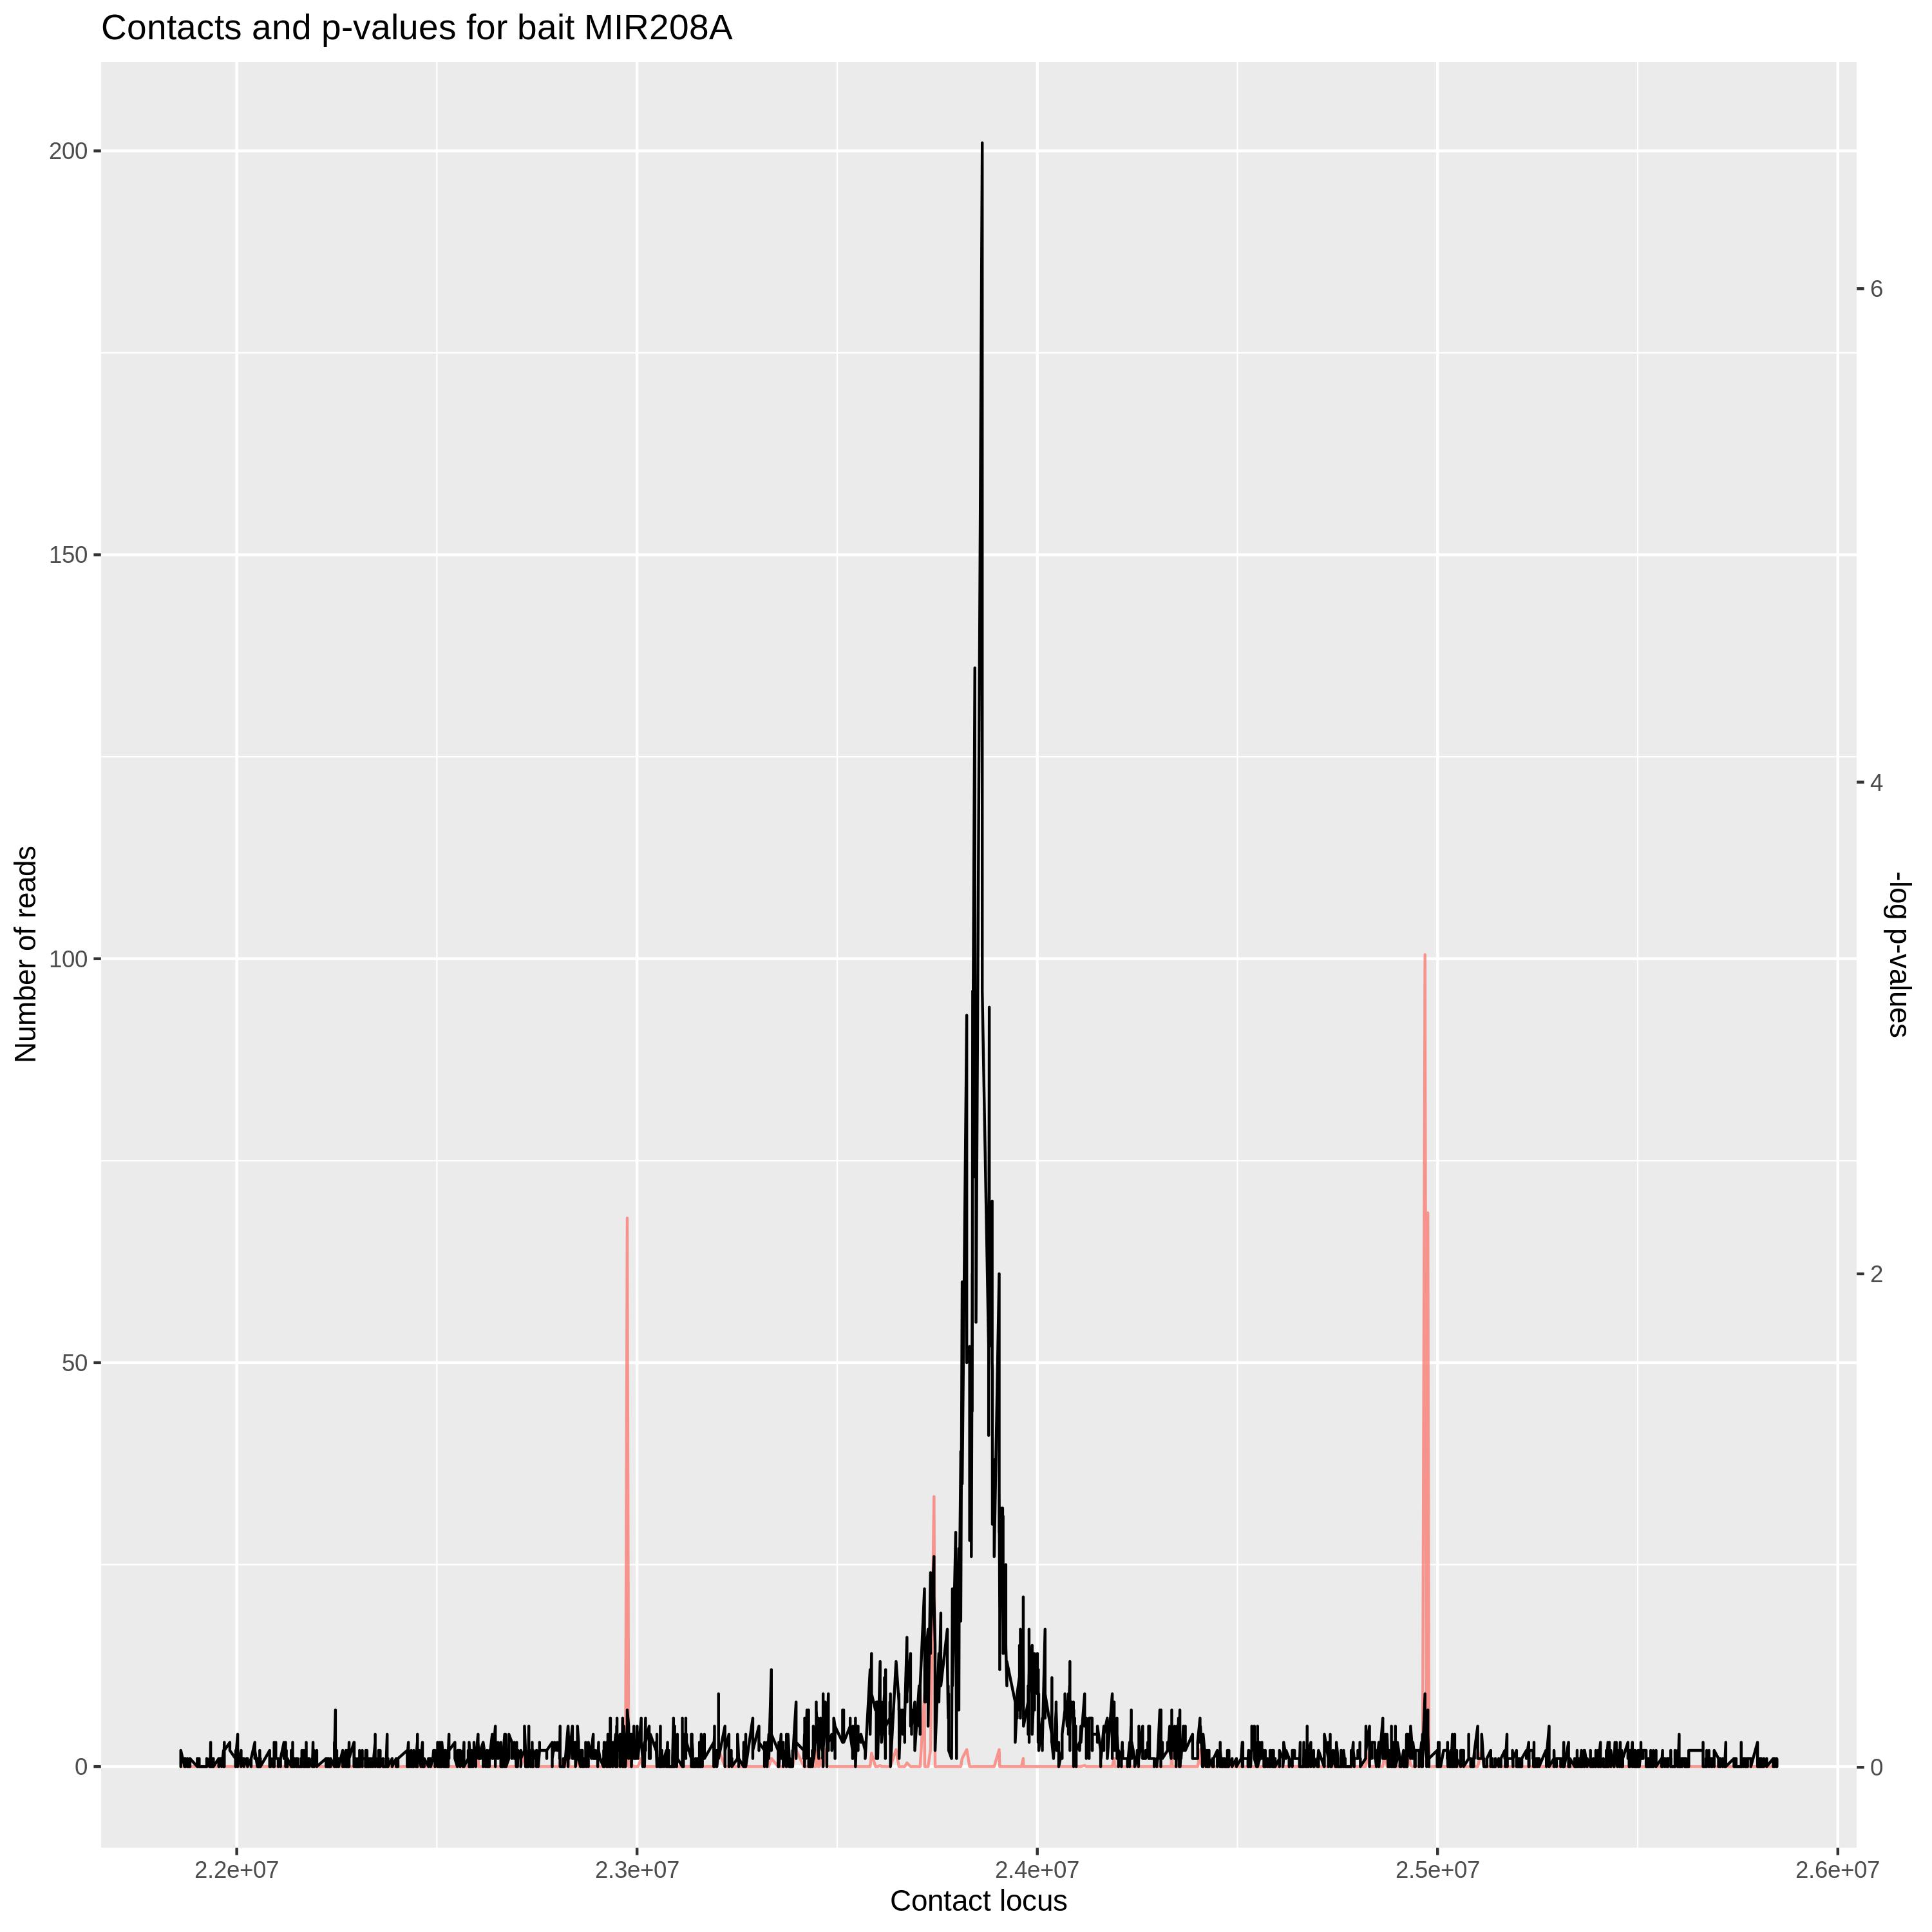 Contacts and p-values for bait MIR208A
200
150
100
50
0
Number of reads
6
4
2
0
-log p-values
2.2e+07 2.3e+07 2.4e+07 2.5e+07 2.6e+07
Contact locus